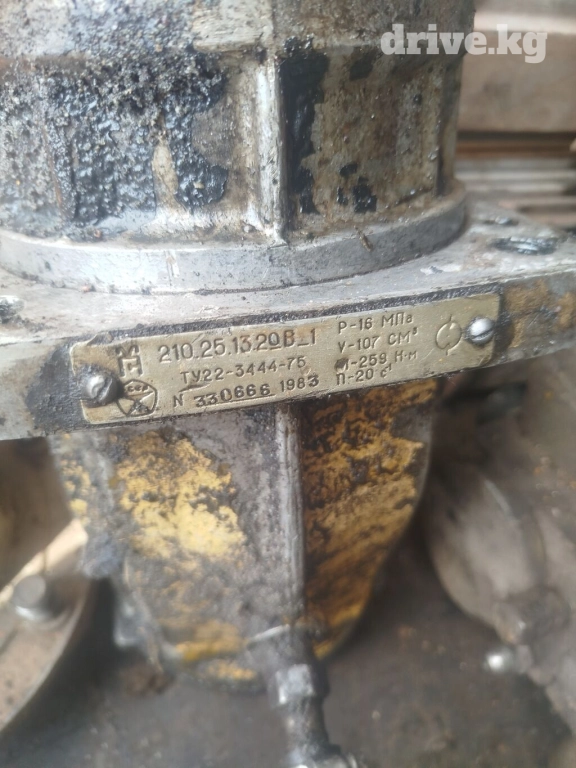 drive.kg
210.25.13.20В_1
ТУ22-3444-75
N 330666 1983
Р-16 МПа
V-107 СМ³
М-259 Н·м
П-20 с⁻¹